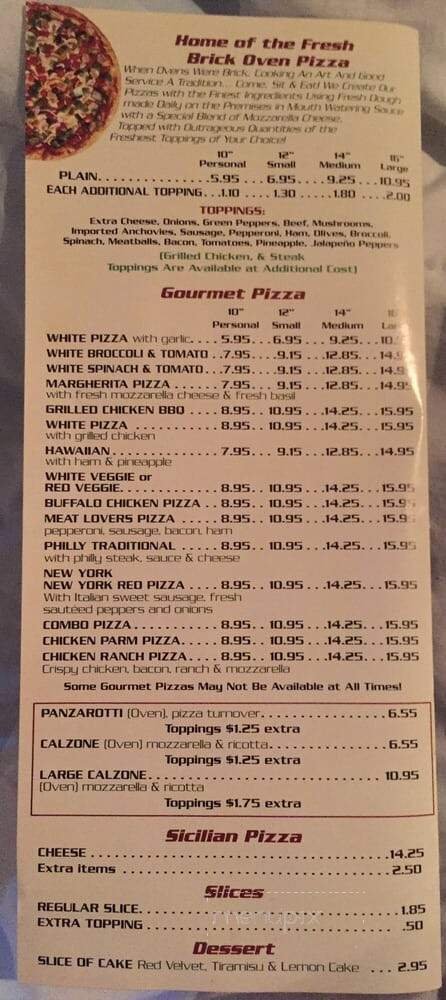 Home of the Fresh
Brick Oven Pizza
When Ovens Were Brick, Cooking An Art And Good
Service A Tradition... Come, Sit & Eat! We Create Our
Pizzas with the Finest Ingredients Using Fresh Dough
made Daily on the Premises in Mouth Watering Sauce
with a Special Blend of Mozzarella Cheese.
Topped with Outrageous Quantities of the
Freshest Toppings of Your Choice!
10" 12" 14" 16"
Personal Small Medium Large
PLAIN..............5.95 ...6.95....9.25 ...10.95
EACH ADDITIONAL TOPPING..1.10 ....1.30 .....1.80 ....2.00
TOPPINGS:
Extra Cheese, Onions, Green Peppers, Beef, Mushrooms,
Imported Anchovies, Sausage, Pepperoni, Ham, Olives, Broccoli,
Spinach, Meatballs, Bacon, Tomatoes, Pineapple, Jalapeño Peppers
(Grilled Chicken, & Steak
Toppings Are Available at Additional Cost)
Gourmet Pizza
10" 12" 14" 16
Personal Small Medium Lar
WHITE PIZZA with garlic.... 5.95...6.95 .... 9.25...10.
WHITE BROCCOLI & TOMATO ..7.95....9.15 ...12.85...14.9
WHITE SPINACH & TOMATO...7.95....9.15 ...12.85...14.9
MARGHERITA PIZZA ....... 7.95... 9.15 ...12.85...14.95
with fresh mozzarella cheese & fresh basil
GRILLED CHICKEN BBQ .... 8.95.. 10.95 ...14.25...15.95
WHITE PIZZA ........... 8.95.. 10.95 ...14.25...15.95
with grilled chicken
HAWAIIAN............. 7.95... 9.15 ...12.85...14.95
with ham & pineapple
WHITE VEGGIE or
RED VEGGIE............. 8.95.. 10.95 ...14.25...15.95
BUFFALO CHICKEN PIZZA .. 8.95.. 10.95 ...14.25...15.9
MEAT LOVERS PIZZA ..... 8.95.. 10.95 ...14.25...15.9
pepperoni, sausage, bacon, ham
PHILLY TRADITIONAL ..... 8.95.. 10.95 ...14.25...15.95
with philly steak, sauce & cheese
NEW YORK
NEW YORK RED PIZZA .... 8.95.. 10.95 ...14.25...15.95
With Italian sweet sausage, fresh
sautéed peppers and onions
COMBO PIZZA........... 8.95.. 10.95 ...14.25...15.95
CHICKEN PARM PIZZA..... 8.95.. 10.95 ...14.25...15.95
CHICKEN RANCH PIZZA.... 8.95.. 10.95 ...14.25...15.95
Crispy chicken, bacon, ranch & mozzarella
Some Gourmet Pizzas May Not Be Available at All Times!
PANZAROTTI (Oven), pizza turnover...................6.55
Toppings $1.25 extra
CALZONE (Oven) mozzarella & ricotta..................6.55
Toppings $1.25 extra
LARGE CALZONE.................................. 10.95
(Oven) mozzarella & ricotta
Toppings $1.75 extra
Sicilian Pizza
CHEESE ..........................................14.25
Extra items ...................................... 2.50
Slices
REGULAR SLICE.....................................1.85
EXTRA TOPPING .....................................50
menupix
Dessert
SLICE OF CAKE Red Velvet, Tiramisu & Lemon Cake ... 2.95